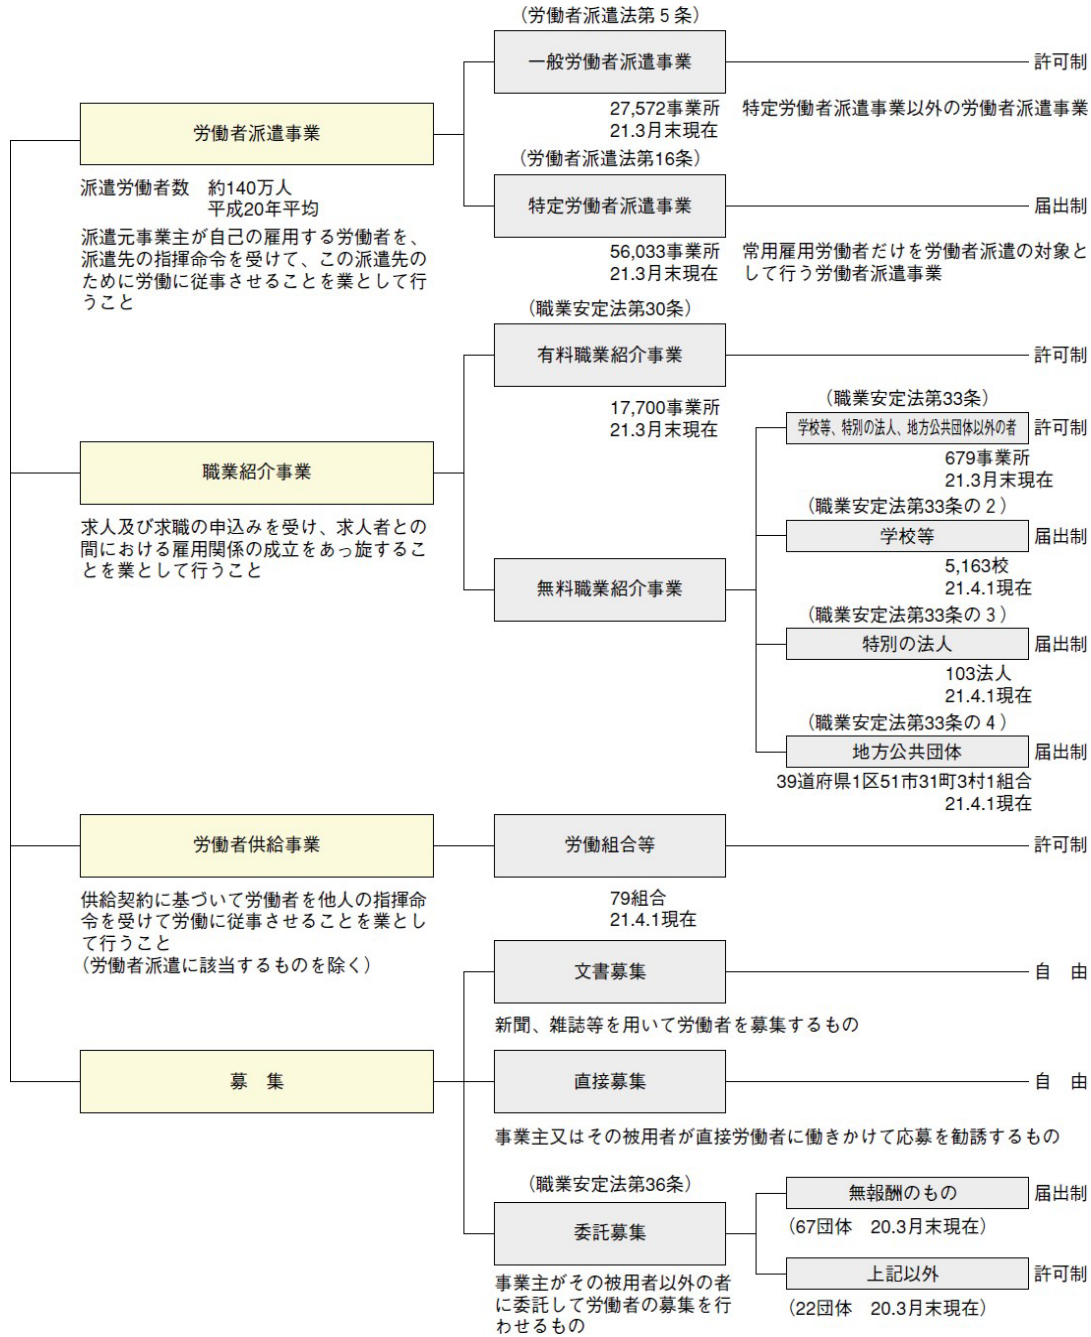 （労働者派遣法第５条）
一般労働者派遣事業
許可制
27,572事業所
21.3月末現在
特定労働者派遣事業以外の労働者派遣事業
労働者派遣事業
派遣労働者数　約140万人
平成20年平均
派遣元事業主が自己の雇用する労働者を、
派遣先の指揮命令を受けて、この派遣先の
ために労働に従事させることを業として行
うこと
（労働者派遣法第16条）
特定労働者派遣事業
届出制
56,033事業所
21.3月末現在
常用雇用労働者だけを労働者派遣の対象と
して行う労働者派遣事業
（職業安定法第30条）
有料職業紹介事業
許可制
17,700事業所
21.3月末現在
職業紹介事業
求人及び求職の申込みを受け、求人者との
間における雇用関係の成立をあっ旋するこ
とを業として行うこと
無料職業紹介事業
（職業安定法第33条）
学校等、特別の法人、地方公共団体以外の者
許可制
679事業所
21.3月末現在
（職業安定法第33条の２）
学校等
届出制
5,163校
21.4.1現在
（職業安定法第33条の３）
特別の法人
届出制
103法人
21.4.1現在
（職業安定法第33条の４）
地方公共団体
届出制
39道府県1区51市31町3村1組合
21.4.1現在
労働者供給事業
労働組合等
許可制
供給契約に基づいて労働者を他人の指揮命
令を受けて労働に従事させることを業とし
て行うこと
（労働者派遣に該当するものを除く）
79組合
21.4.1現在
文書募集
自　由
新聞、雑誌等を用いて労働者を募集するもの
募　集
直接募集
自　由
事業主又はその被用者が直接労働者に働きかけて応募を勧誘するもの
（職業安定法第36条）
委託募集
事業主がその被用者以外の者
に委託して労働者の募集を行
わせるもの
無報酬のもの
届出制
（67団体　20.3月末現在）
上記以外
許可制
（22団体　20.3月末現在）